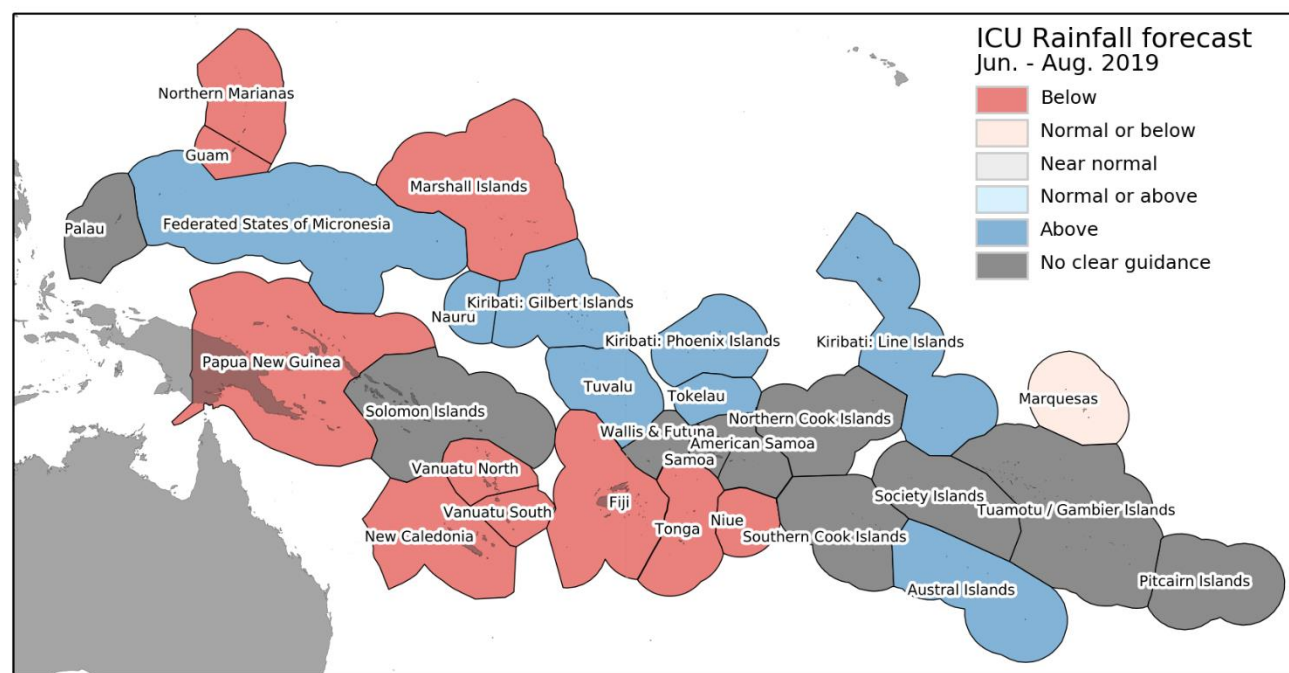 ICU Rainfall forecast
Jun. - Aug. 2019
Below
Normal or below
Near normal
Normal or above
Above
No clear guidance
Northern Marianas
Guam
Marshall Islands
Palau
Federated States of Micronesia
Nauru
Kiribati: Gilbert Islands
Kiribati: Phoenix Islands
Kiribati: Line Islands
Papua New Guinea
Tuvalu
Tokelau
Marquesas
Solomon Islands
Northern Cook Islands
Wallis & Futuna
American Samoa
Samoa
Vanuatu North
Fiji
Society Islands
Tuamotu / Gambier Islands
Vanuatu South
New Caledonia
Tonga
Niue
Southern Cook Islands
Austral Islands
Pitcairn Islands